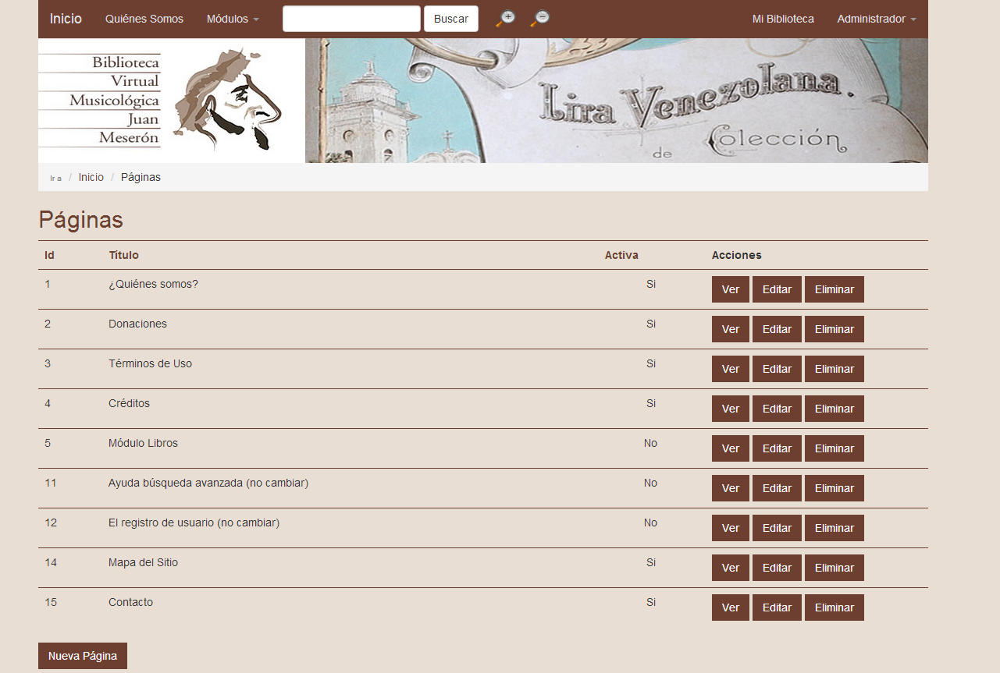 Inicio Quiénes Somos Módulos Buscar Mi Biblioteca Administrador
Biblioteca
Virtual
Musicológica
Juan
Meserón
Lira Venezolana.
de Colección
Ir a / Inicio / Páginas
Páginas
Id Título Activa Acciones
1 ¿Quiénes somos? Si Ver Editar Eliminar
2 Donaciones Si Ver Editar Eliminar
3 Términos de Uso Si Ver Editar Eliminar
4 Créditos Si Ver Editar Eliminar
5 Módulo Libros No Ver Editar Eliminar
11 Ayuda búsqueda avanzada (no cambiar) No Ver Editar Eliminar
12 El registro de usuario (no cambiar) No Ver Editar Eliminar
14 Mapa del Sitio Si Ver Editar Eliminar
15 Contacto Si Ver Editar Eliminar
Nueva Página